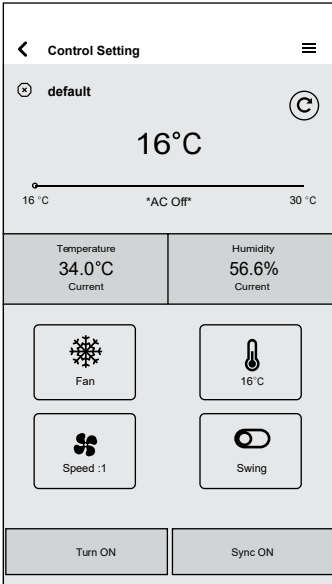 Control Setting
default
C
16°C
16 °C *AC Off* 30 °C
Temperature Humidity
34.0°C 56.6%
Current Current
Fan 16°C
Speed :1 Swing
Turn ON Sync ON